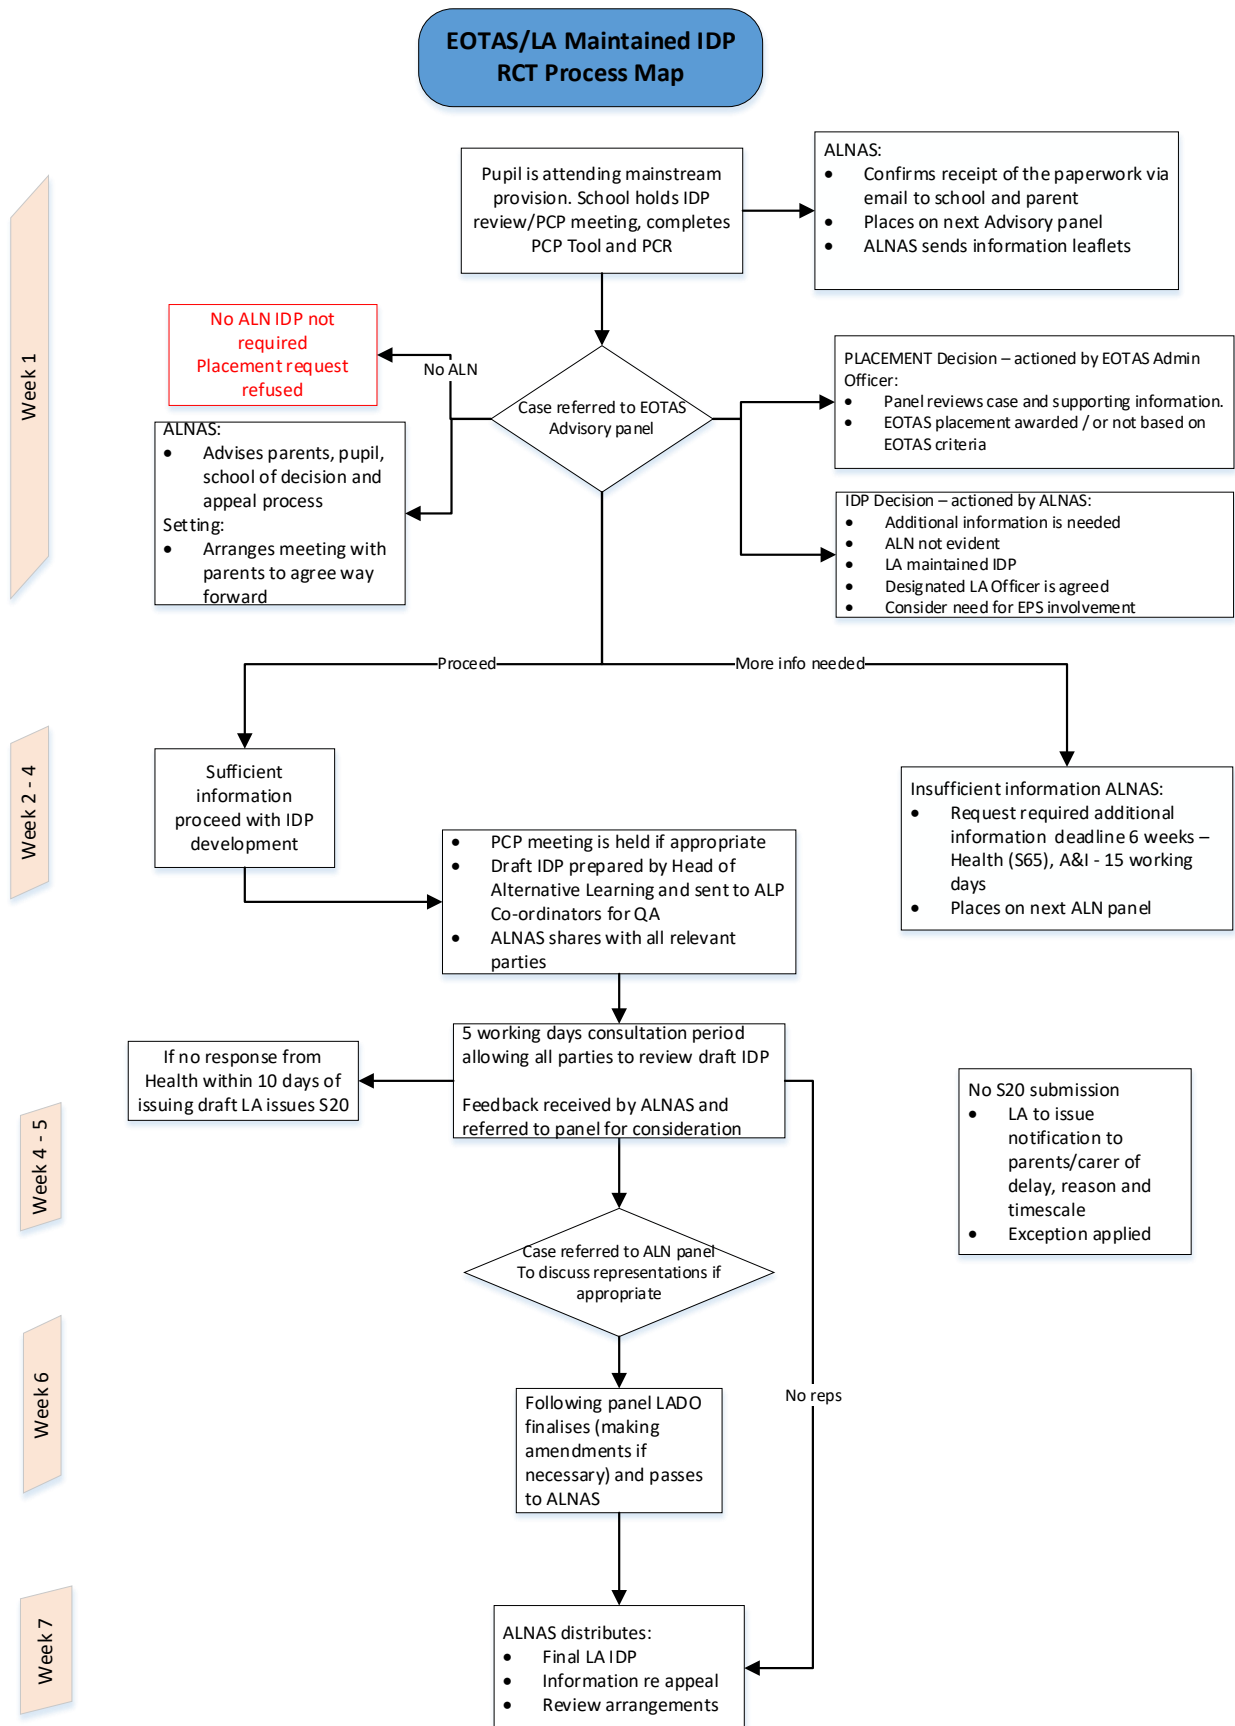 EOTAS/LA Maintained IDP
RCT Process Map
Week 1
Pupil is attending mainstream
provision. School holds IDP
review/PCP meeting, completes
PCP Tool and PCR
ALNAS:
• Confirms receipt of the paperwork via
email to school and parent
• Places on next Advisory panel
• ALNAS sends information leaflets
No ALN IDP not
required
Placement request
refused
No ALN
Case referred to EOTAS
Advisory panel
PLACEMENT Decision – actioned by EOTAS Admin
Officer:
• Panel reviews case and supporting information.
• EOTAS placement awarded / or not based on
EOTAS criteria
ALNAS:
• Advises parents, pupil,
school of decision and
appeal process
Setting:
• Arranges meeting with
parents to agree way
forward
IDP Decision – actioned by ALNAS:
• Additional information is needed
• ALN not evident
• LA maintained IDP
• Designated LA Officer is agreed
• Consider need for EPS involvement
Proceed
More info needed
Week 2 - 4
Sufficient
information
proceed with IDP
development
Insufficient information ALNAS:
• Request required additional
information deadline 6 weeks –
Health (S65), A&I - 15 working
days
• Places on next ALN panel
• PCP meeting is held if appropriate
• Draft IDP prepared by Head of
Alternative Learning and sent to ALP
Co-ordinators for QA
• ALNAS shares with all relevant
parties
Week 4 - 5
If no response from
Health within 10 days of
issuing draft LA issues S20
5 working days consultation period
allowing all parties to review draft IDP
Feedback received by ALNAS and
referred to panel for consideration
No S20 submission
• LA to issue
notification to
parents/carer of
delay, reason and
timescale
• Exception applied
Case referred to ALN panel
To discuss representations if
appropriate
Week 6
Following panel LADO
finalises (making
amendments if
necessary) and passes
to ALNAS
No reps
Week 7
ALNAS distributes:
• Final LA IDP
• Information re appeal
• Review arrangements